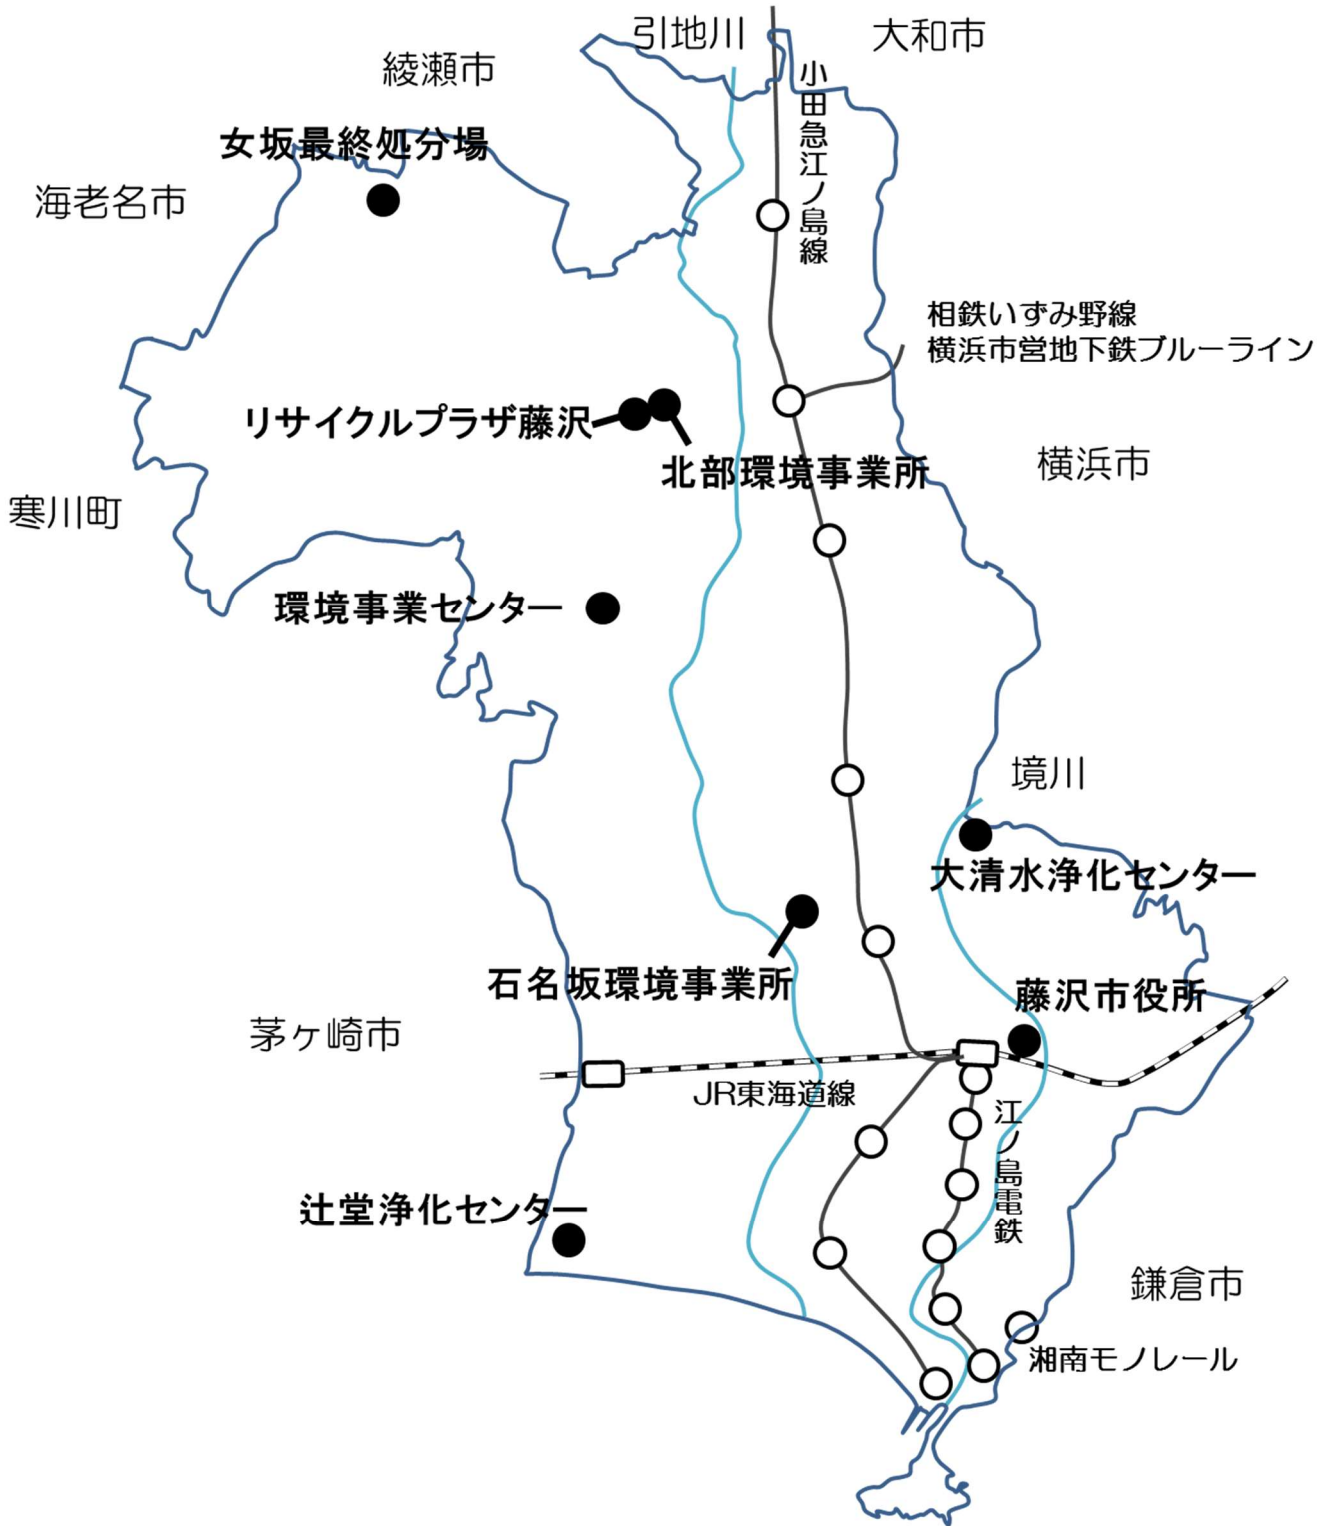 引地川
大和市
綾瀬市
小田急江ノ島線
女坂最終処分場
海老名市
相鉄いずみ野線
横浜市営地下鉄ブルーライン
リサイクルプラザ藤沢
北部環境事業所
横浜市
寒川町
環境事業センター
境川
大清水浄化センター
石名坂環境事業所
藤沢市役所
茅ヶ崎市
JR東海道線
江ノ島電鉄
辻堂浄化センター
鎌倉市
湘南モノレール